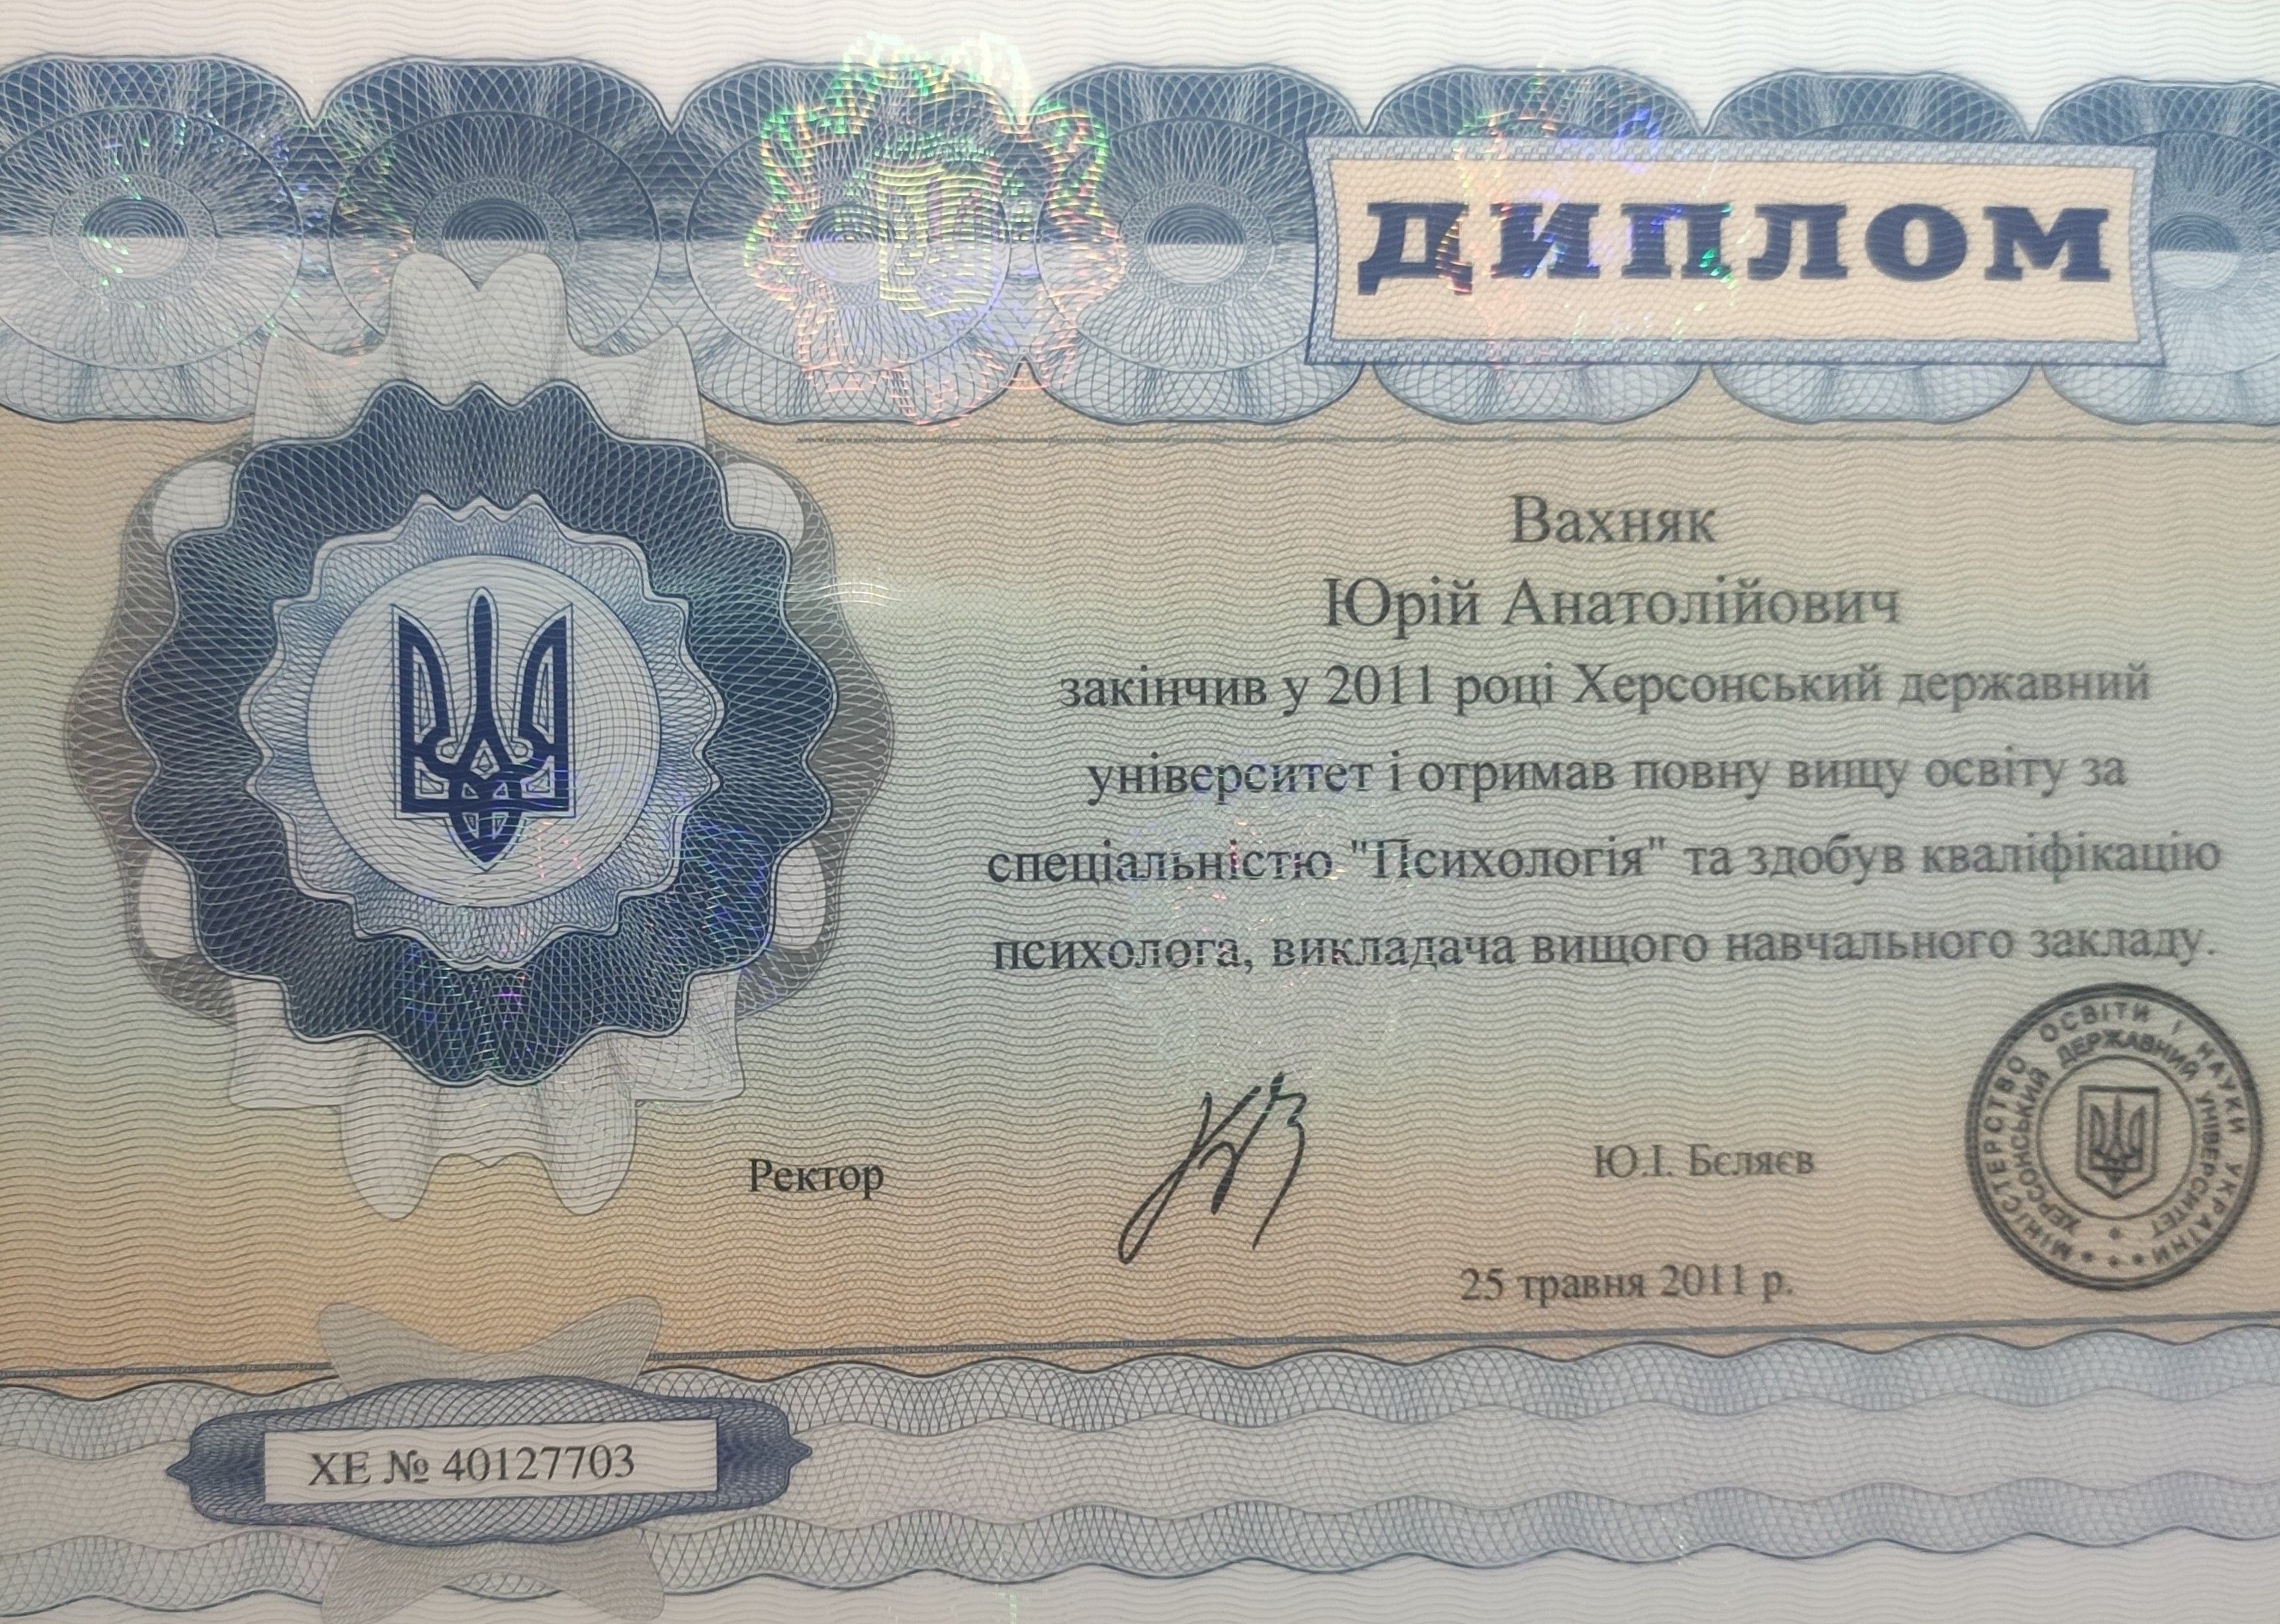 ДИПЛОМ
Вахняк
Юрій Анатолійович
закінчив у 2011 році Херсонський державний
університет і отримав повну вищу освіту за
спеціальністю "Психологія" та здобув кваліфікацію
психолога, викладача вищого навчального закладу.
Ректор
Ю.І. Бєляєв
25 травня 2011 р.
МІНІСТЕРСТВО ОСВІТИ І НАУКИ УКРАЇНИ
ХЕРСОНСЬКИЙ ДЕРЖАВНИЙ УНІВЕРСИТЕТ
ХЕ № 40127703